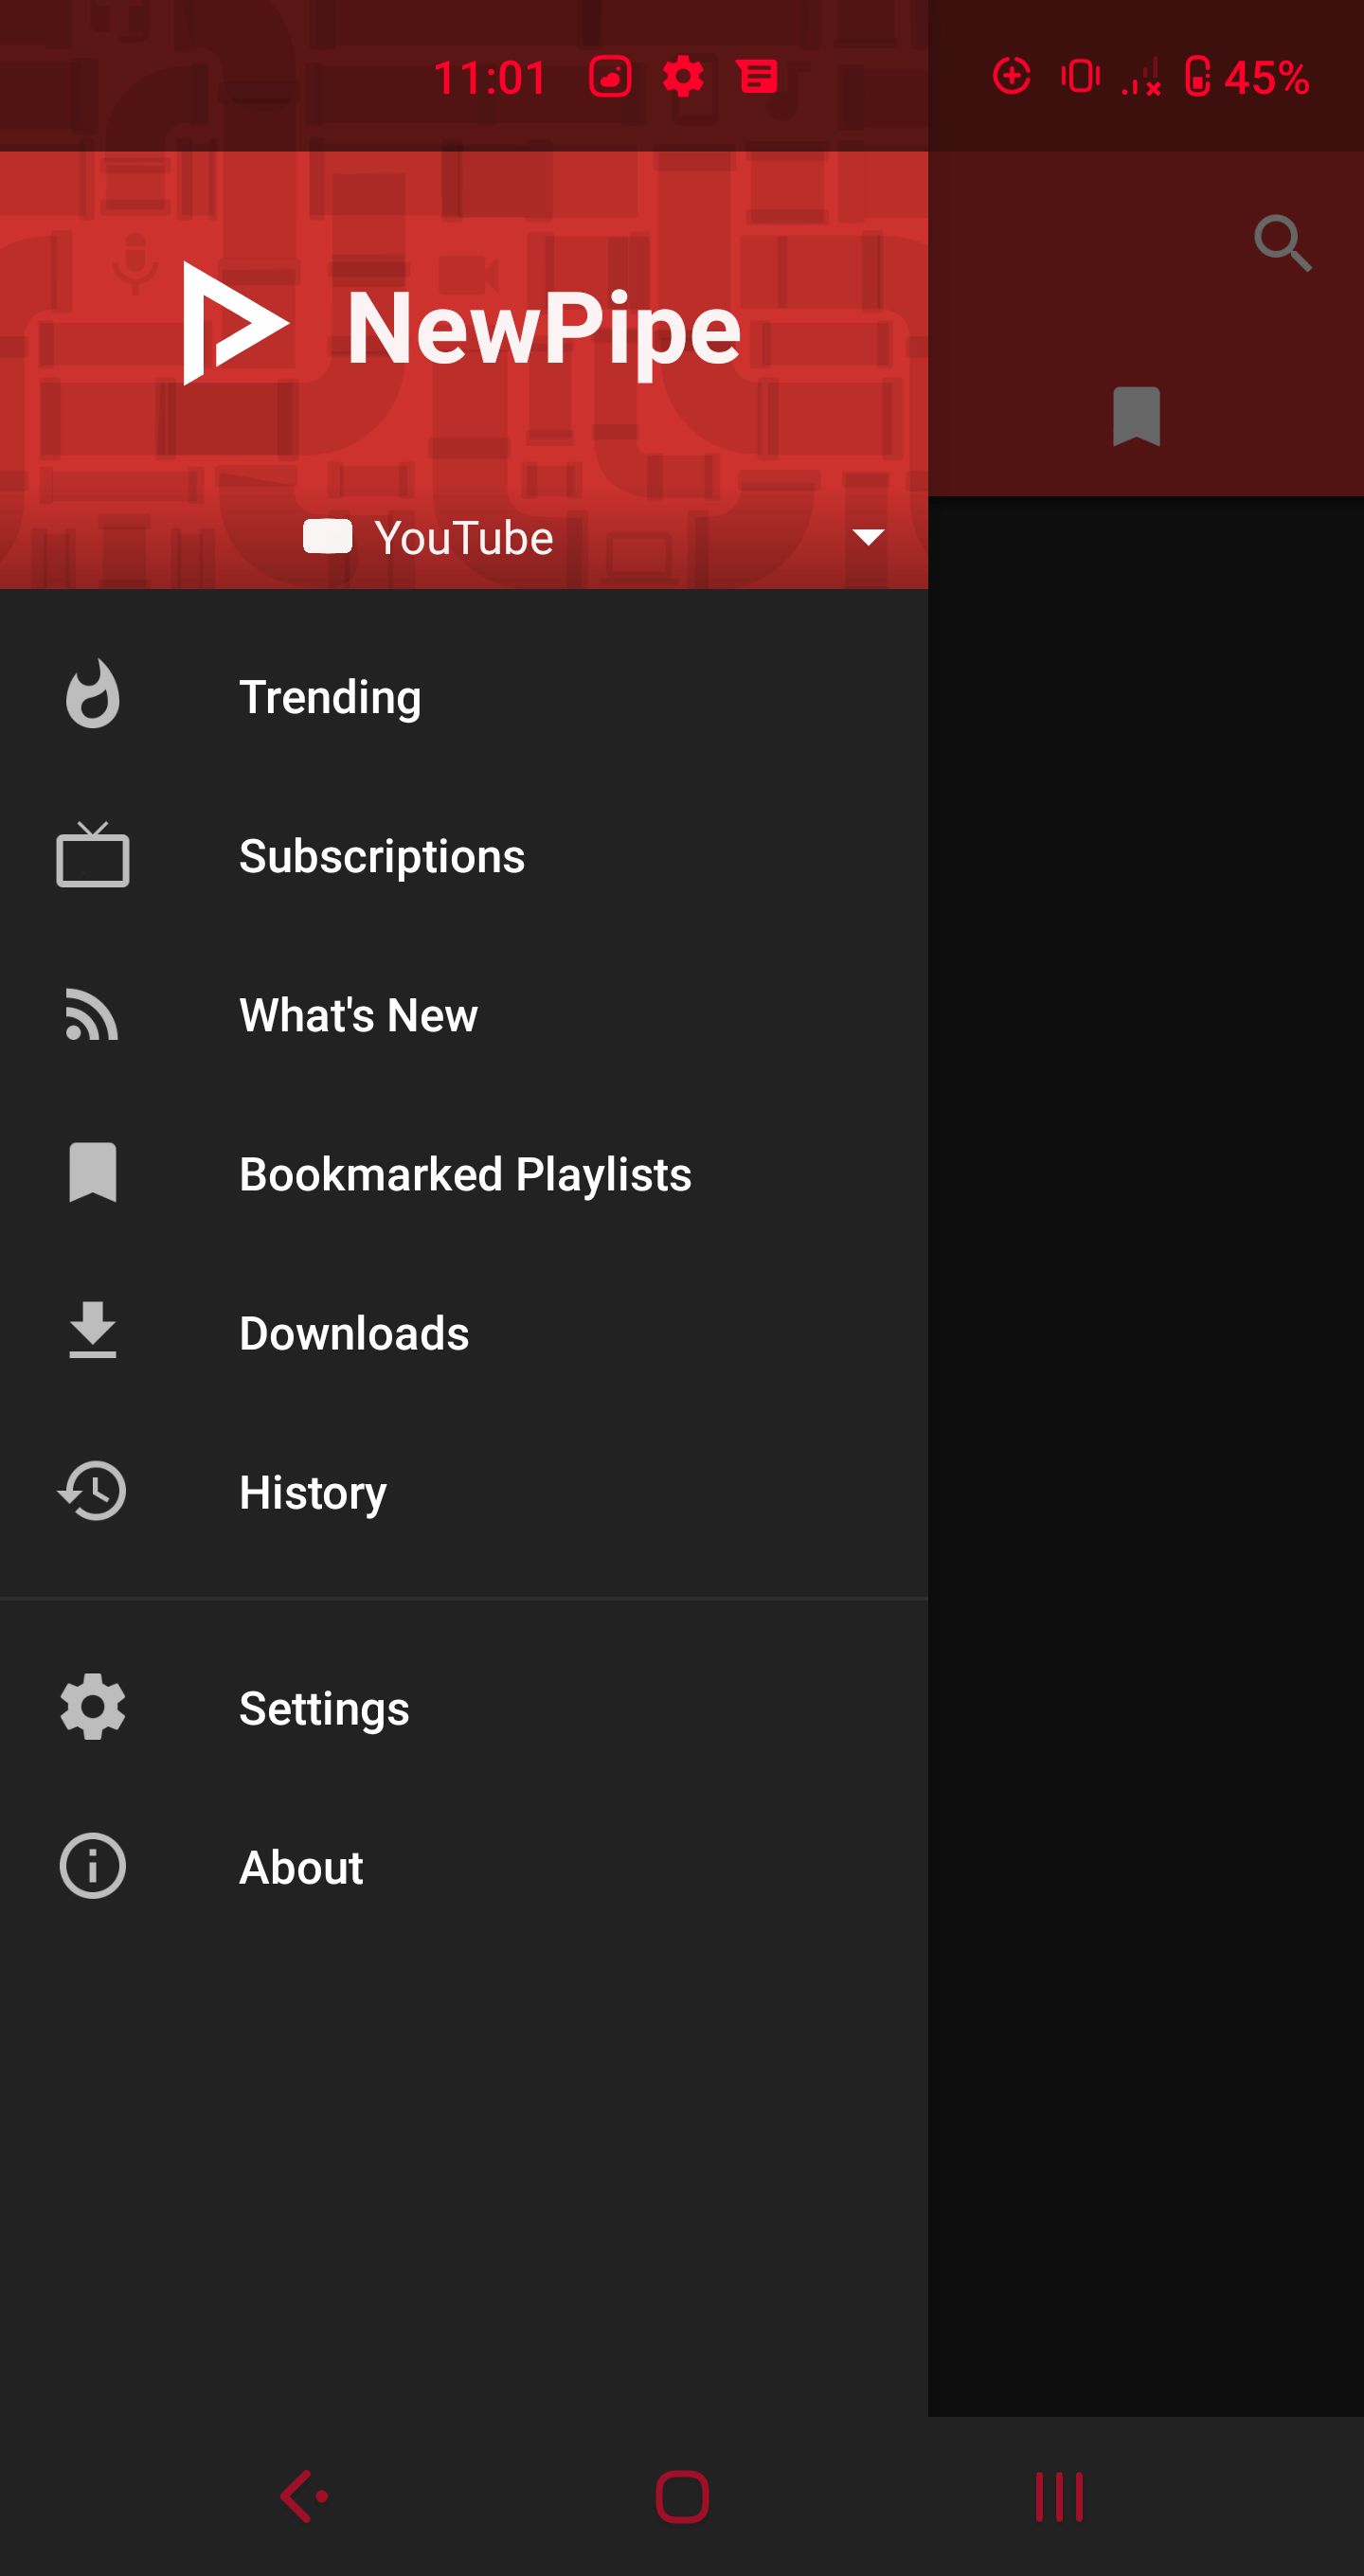 11:01
45%
NewPipe
YouTube
Trending
Subscriptions
What's New
Bookmarked Playlists
Downloads
History
Settings
About